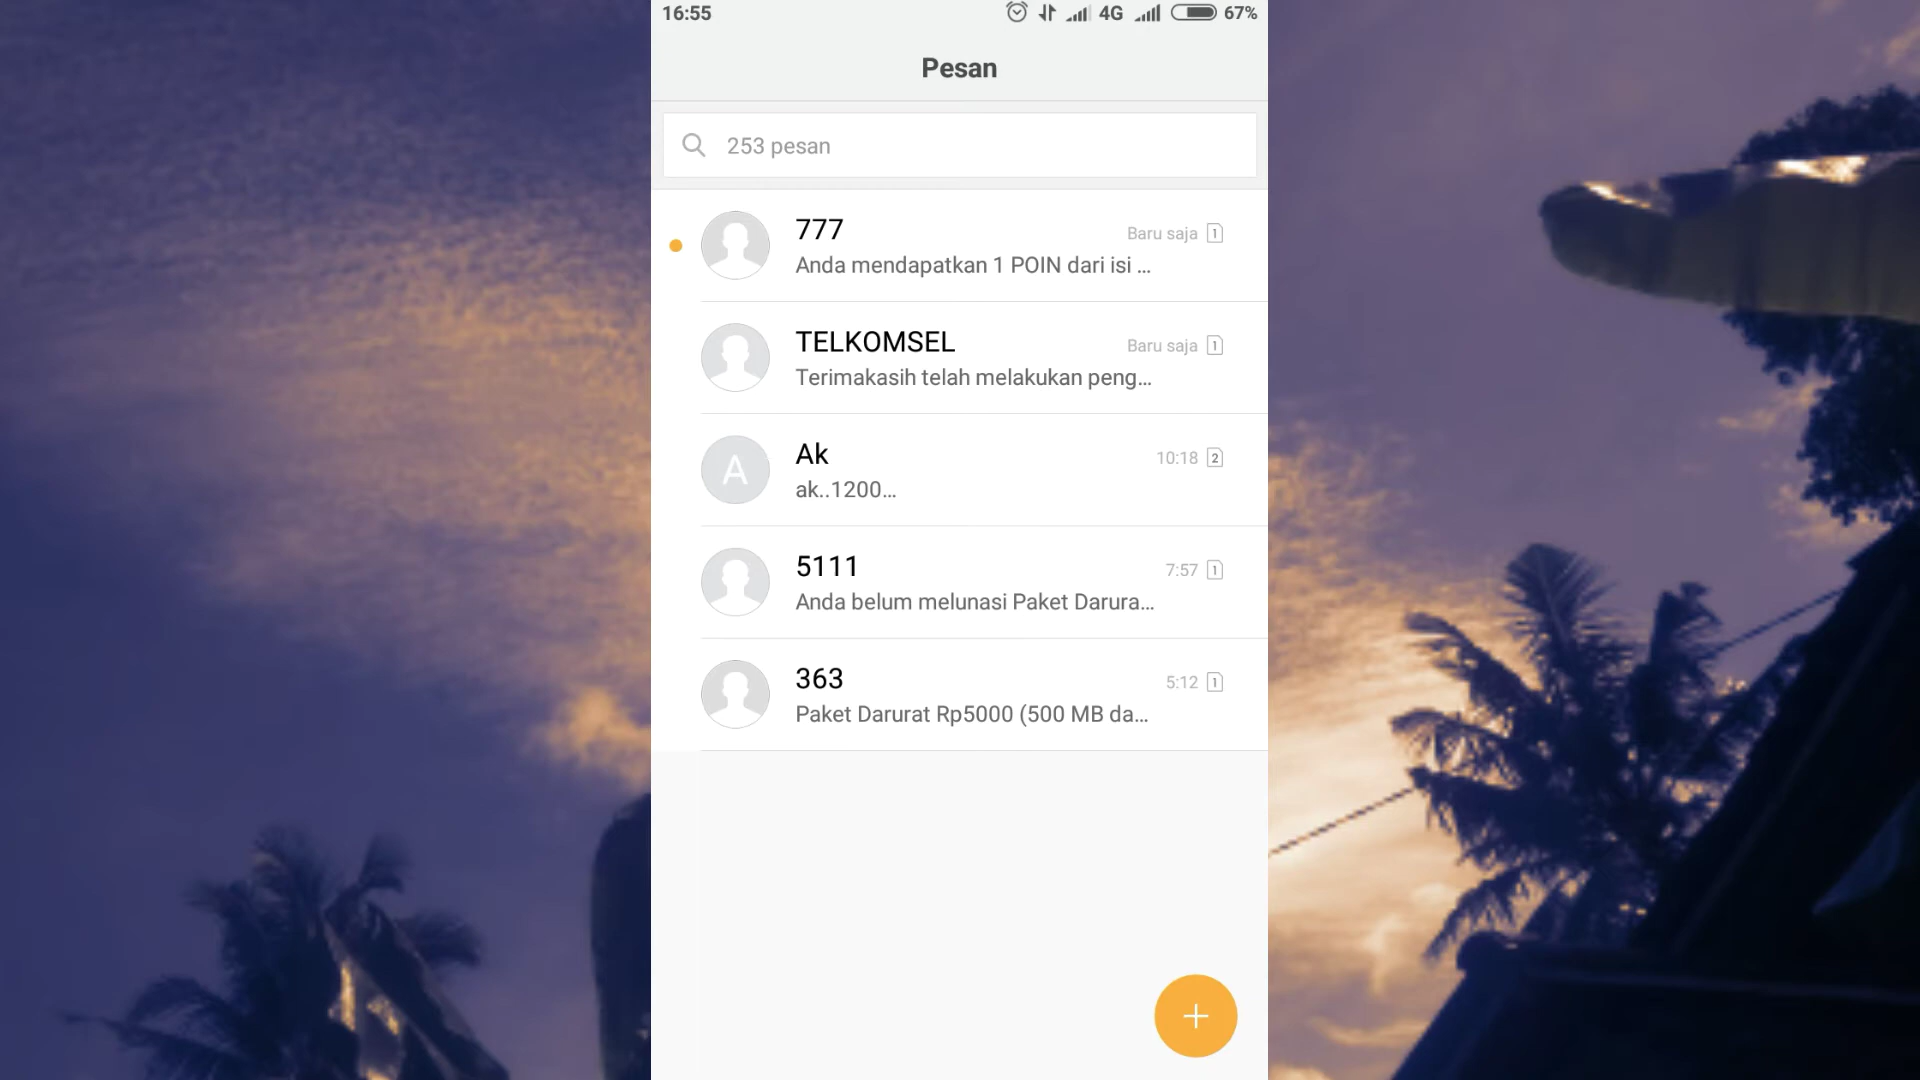 16:55
4G
67%
Pesan
253 pesan
777
Baru saja 1
Anda mendapatkan 1 POIN dari isi ...
TELKOMSEL
Baru saja 1
Terimakasih telah melakukan peng...
Ak
10:18 2
ak..1200...
5111
7:57 1
Anda belum melunasi Paket Darura...
363
5:12 1
Paket Darurat Rp5000 (500 MB da...
A